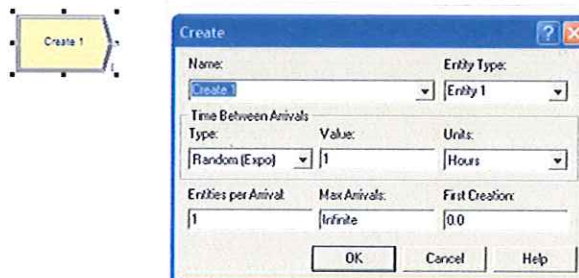 Create 1
Create
Name:
Entity Type:
Create 1
Entity 1
Time Between Arrivals
Type:
Value:
Units:
Random (Expo)
1
Hours
Entities per Arrival:
Max Arrivals:
First Creation:
1
Infinite
0.0
OK
Cancel
Help